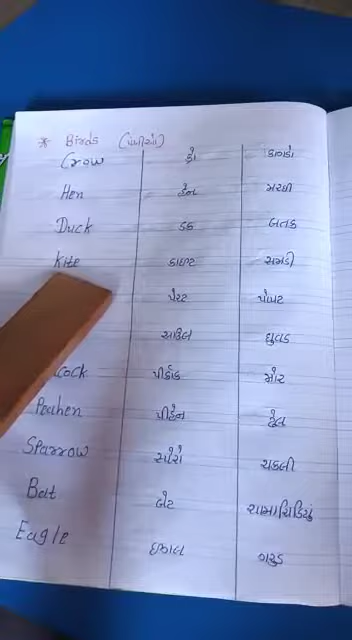 * Birds (પક્ષીઓ)
Crow ક્રો કાગડો
Hen હેન મરઘી
Duck ડક બતક
Kite કાઇટ સમડી
પેરટ પોપટ
આઉલ ઘુવડ
cock પીકોક મોર
Peahen પીહેન ઢેલ
Sparrow સ્પેરો ચકલી
Bat બેટ ચામાચિડિયું
Eagle ઇગલ ગરુડ